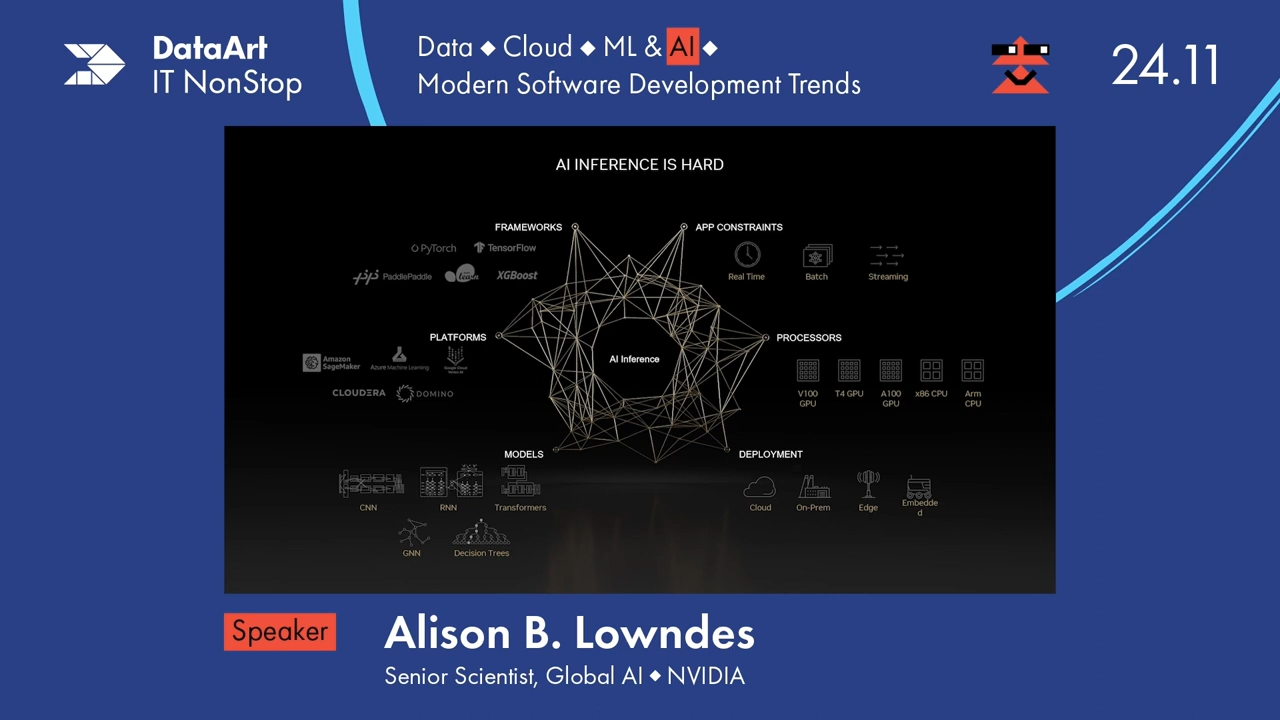 DataArt
IT NonStop
Data ◆ Cloud ◆ ML & AI ◆
Modern Software Development Trends
24.11
AI INFERENCE IS HARD
FRAMEWORKS
PyTorch
TensorFlow
PaddlePaddle
learn
XGBoost
APP CONSTRAINTS
Real Time
Batch
Streaming
PLATFORMS
Amazon
SageMaker
Azure Machine Learning
Google Cloud
CLOUDERA
DOMINO
AI Inference
PROCESSORS
V100
GPU
T4 GPU
A100
GPU
x86 CPU
Arm
CPU
MODELS
CNN
RNN
Transformers
GNN
Decision Trees
DEPLOYMENT
Cloud
On-Prem
Edge
Embedde
d
Speaker
Alison B. Lowndes
Senior Scientist, Global AI ◆ NVIDIA